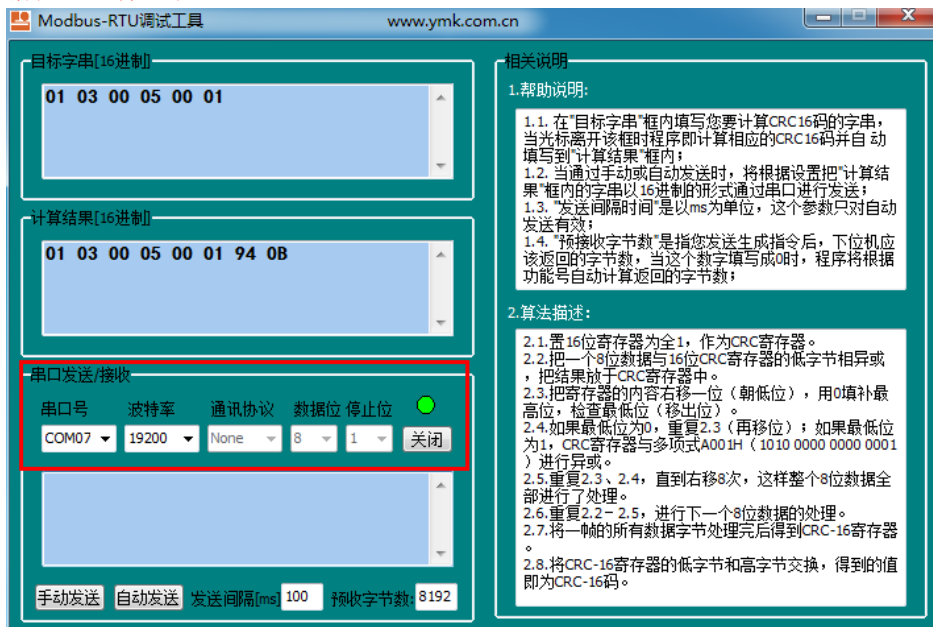 Modbus-RTU调试工具 www.ymk.com.cn
目标字串[16进制]
01 03 00 05 00 01
计算结果[16进制]
01 03 00 05 00 01 94 0B
串口发送/接收
串口号 波特率 通讯协议 数据位 停止位
COM07 19200 None 8 1 关闭
手动发送 自动发送 发送间隔[ms] 100 预收字节数: 8192
相关说明
1.帮助说明:
1.1. 在"目标字串"框内填写您要计算CRC16码的字串，
当光标离开该框时程序即计算相应的CRC16码并自 动
填写到"计算结果"框内；
1.2. 当通过手动或自动发送时，将根据设置把"计算结
果"框内的字串以16进制的形式通过串口进行发送；
1.3. "发送间隔时间"是以ms为单位，这个参数只对自动
发送有效；
1.4. "预接收字节数"是指您发送生成指令后，下位机应
该返回的字节数，当这个数字填写成0时，程序将根据
功能号自动计算返回的字节数；
2.算法描述：
2.1.置16位寄存器为全1，作为CRC寄存器。
2.2.把一个8位数据与16位CRC寄存器的低字节相异或
，把结果放于CRC寄存器中。
2.3.把寄存器的内容右移一位（朝低位），用0填补最
高位，检查最低位（移出位）。
2.4.如果最低位为0，重复2.3（再移位）；如果最低位
为1，CRC寄存器与多项式A001H（1010 0000 0000 0001
）进行异或。
2.5.重复2.3、2.4，直到右移8次，这样整个8位数据全
部进行了处理。
2.6.重复2.2－2.5，进行下一个8位数据的处理。
2.7.将一帧的所有数据字节处理完后得到CRC-16寄存器
。
2.8.将CRC-16寄存器的低字节和高字节交换，得到的值
即为CRC-16码。